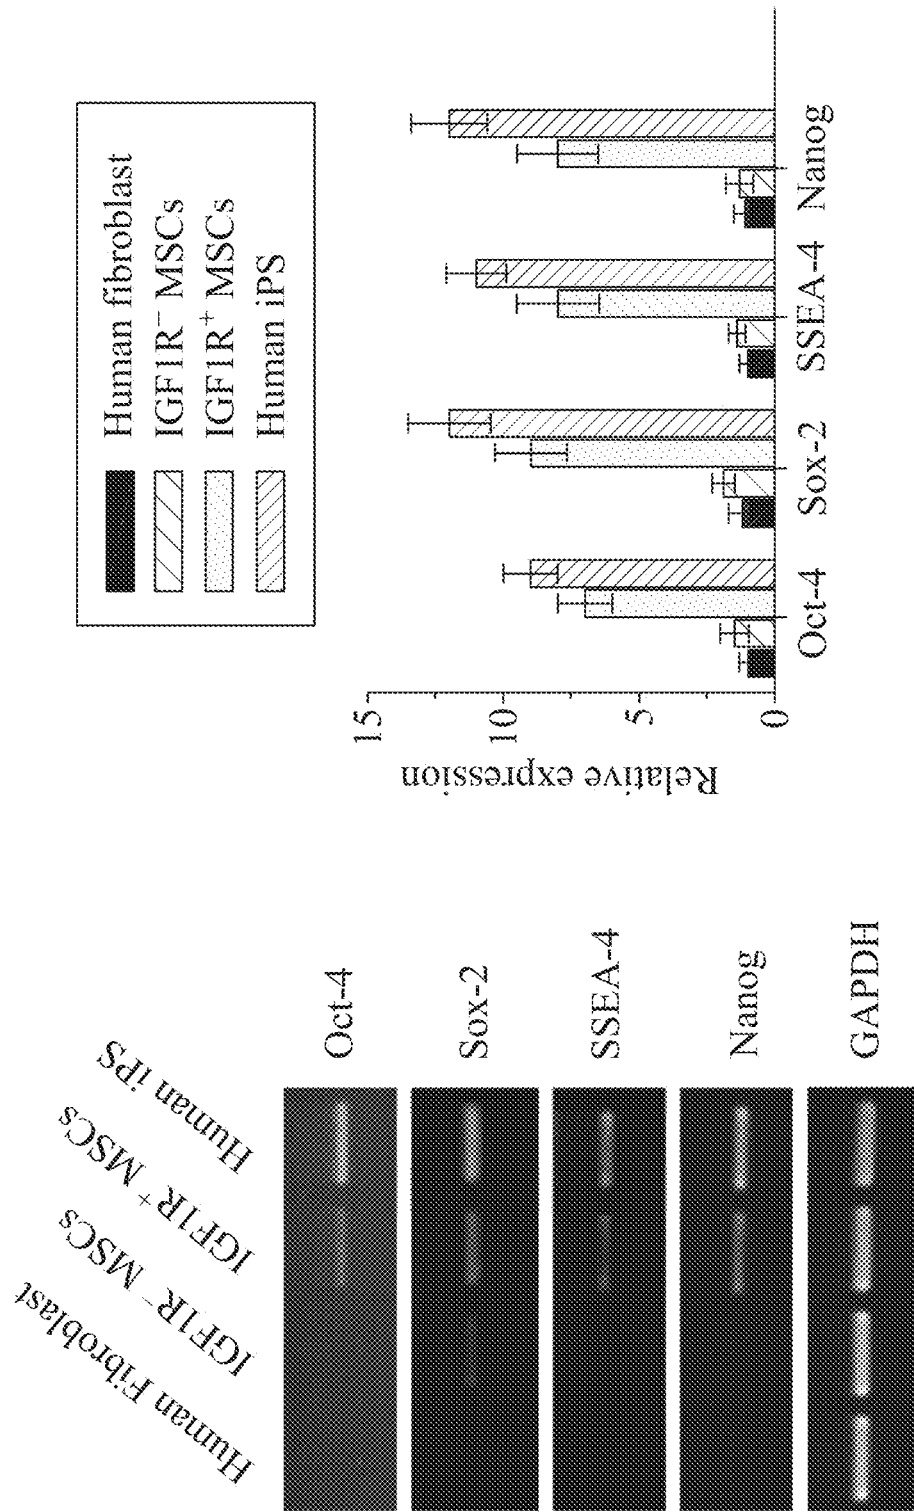 Human Fibroblast
IGF1R⁻ MSCs
IGF1R⁺ MSCs
Human iPS
Oct-4
Sox-2
SSEA-4
Nanog
GAPDH
Human fibroblast
IGF1R⁻ MSCs
IGF1R⁺ MSCs
Human iPS
Relative expression
15
10
5
0
Oct-4
Sox-2
SSEA-4
Nanog